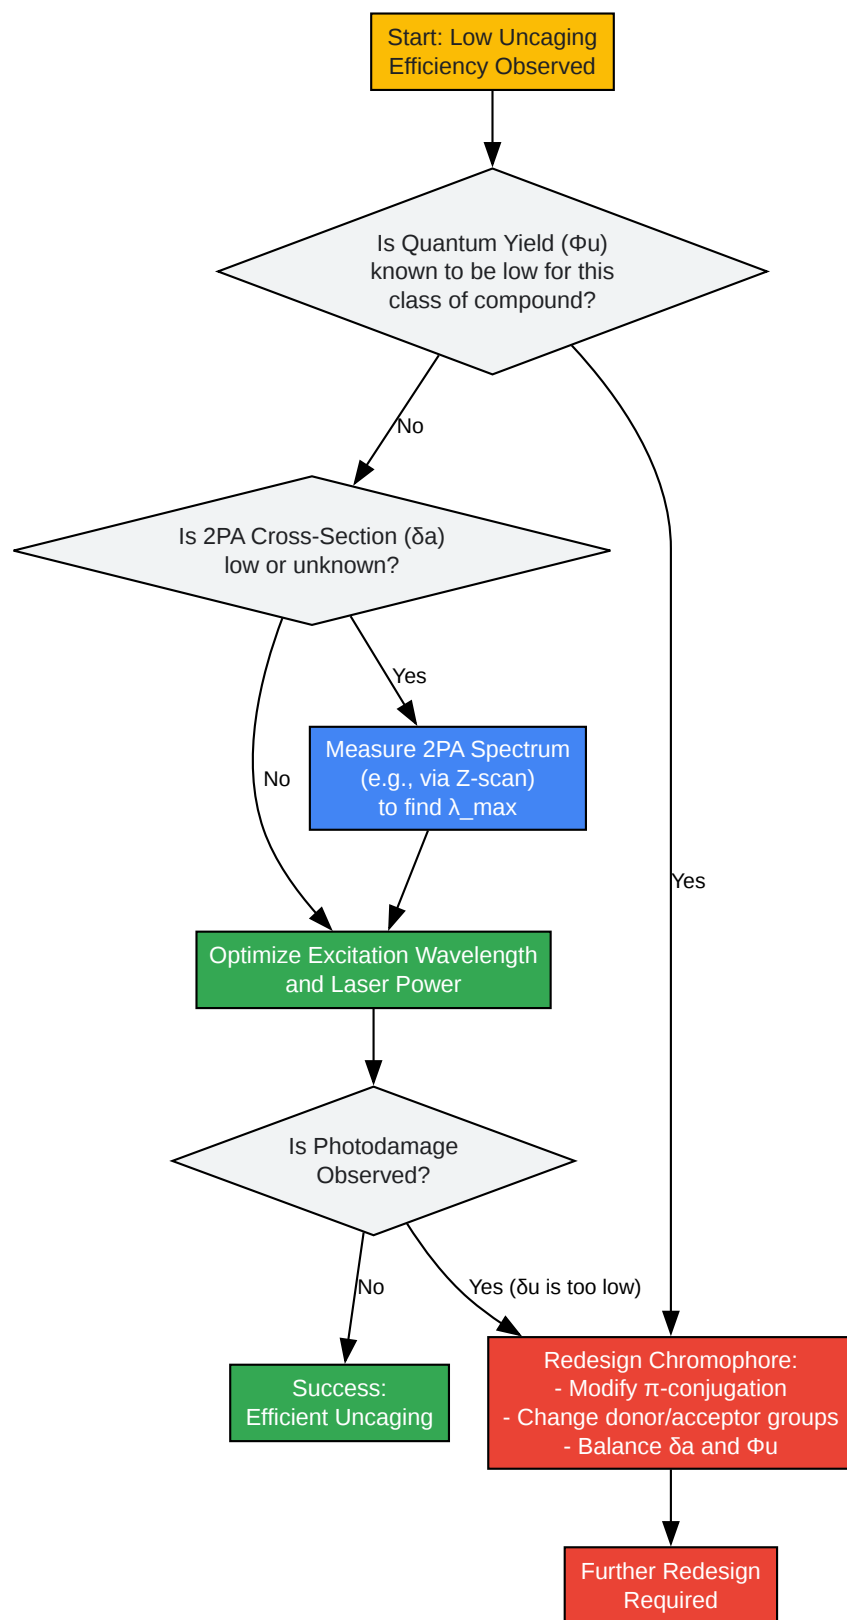 Start: Low Uncaging
Efficiency Observed
Is Quantum Yield (Φu)
known to be low for this
class of compound?
No
Is 2PA Cross-Section (δa)
low or unknown?
Yes
Measure 2PA Spectrum
(e.g., via Z-scan)
to find λ_max
No
Yes
Optimize Excitation Wavelength
and Laser Power
Is Photodamage
Observed?
No
Yes (δu is too low)
Redesign Chromophore:
- Modify π-conjugation
- Change donor/acceptor groups
- Balance δa and Φu
Success:
Efficient Uncaging
Further Redesign
Required